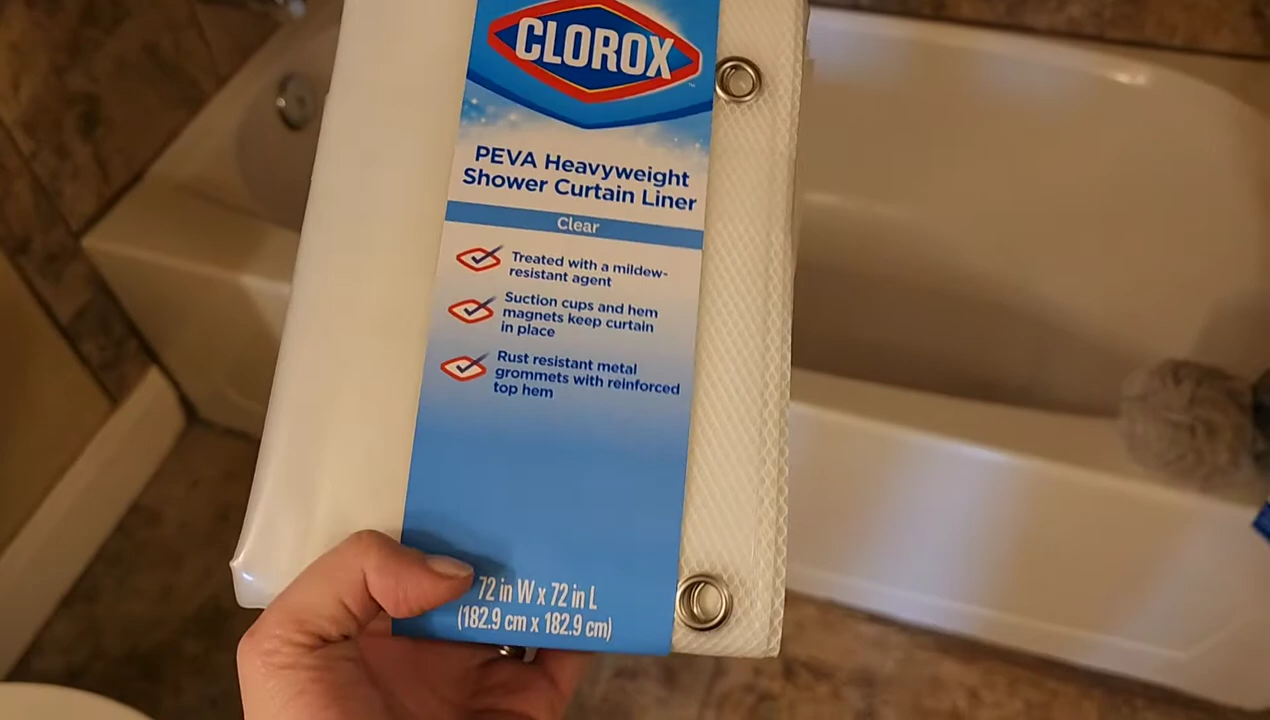 CLOROX
PEVA Heavyweight
Shower Curtain Liner
Clear
Treated with a mildew-
resistant agent
Suction cups and hem
magnets keep curtain
in place
Rust resistant metal
grommets with reinforced
top hem
72 in W x 72 in L
(182.9 cm x 182.9 cm)